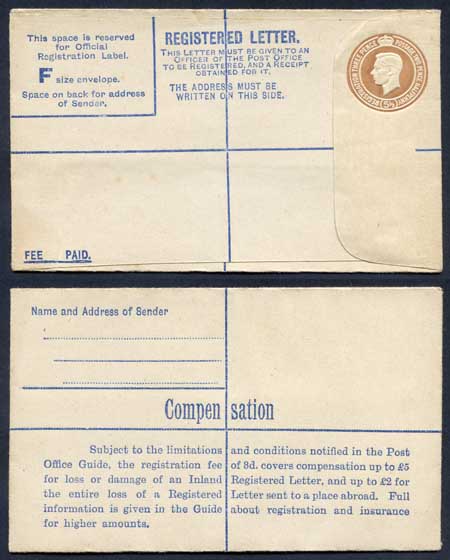 This space is reserved
for Official
Registration Label.
F size envelope.
Space on back for address
of Sender.
REGISTERED LETTER.
THIS LETTER MUST BE GIVEN TO AN
OFFICER OF THE POST OFFICE
TO BE REGISTERED, AND A RECEIPT
OBTAINED FOR IT.
THE ADDRESS MUST BE
WRITTEN ON THIS SIDE.
REGISTRATION THREE PENCE
POSTAGE
FEE PAID.
Name and Address of Sender
Compensation
Subject to the limitations and conditions notified in the Post
Office Guide, the registration fee of 3d. covers compensation up to £5
for loss or damage of an Inland Registered Letter, and up to £2 for
the entire loss of a Registered Letter sent to a place abroad. Full
information is given in the Guide about registration and insurance
for higher amounts.